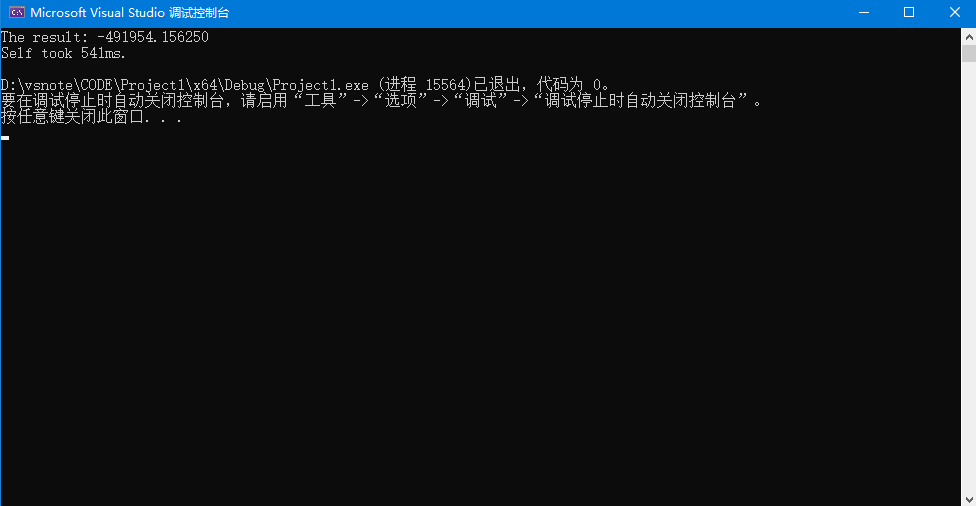 Microsoft Visual Studio 调试控制台
The result: -491954.156250
Self took 541ms.
D:\vsnote\CODE\Project1\x64\Debug\Project1.exe (进程 15564)已退出，代码为 0。
要在调试停止时自动关闭控制台，请启用“工具”->“选项”->“调试”->“调试停止时自动关闭控制台”。
按任意键关闭此窗口. . .